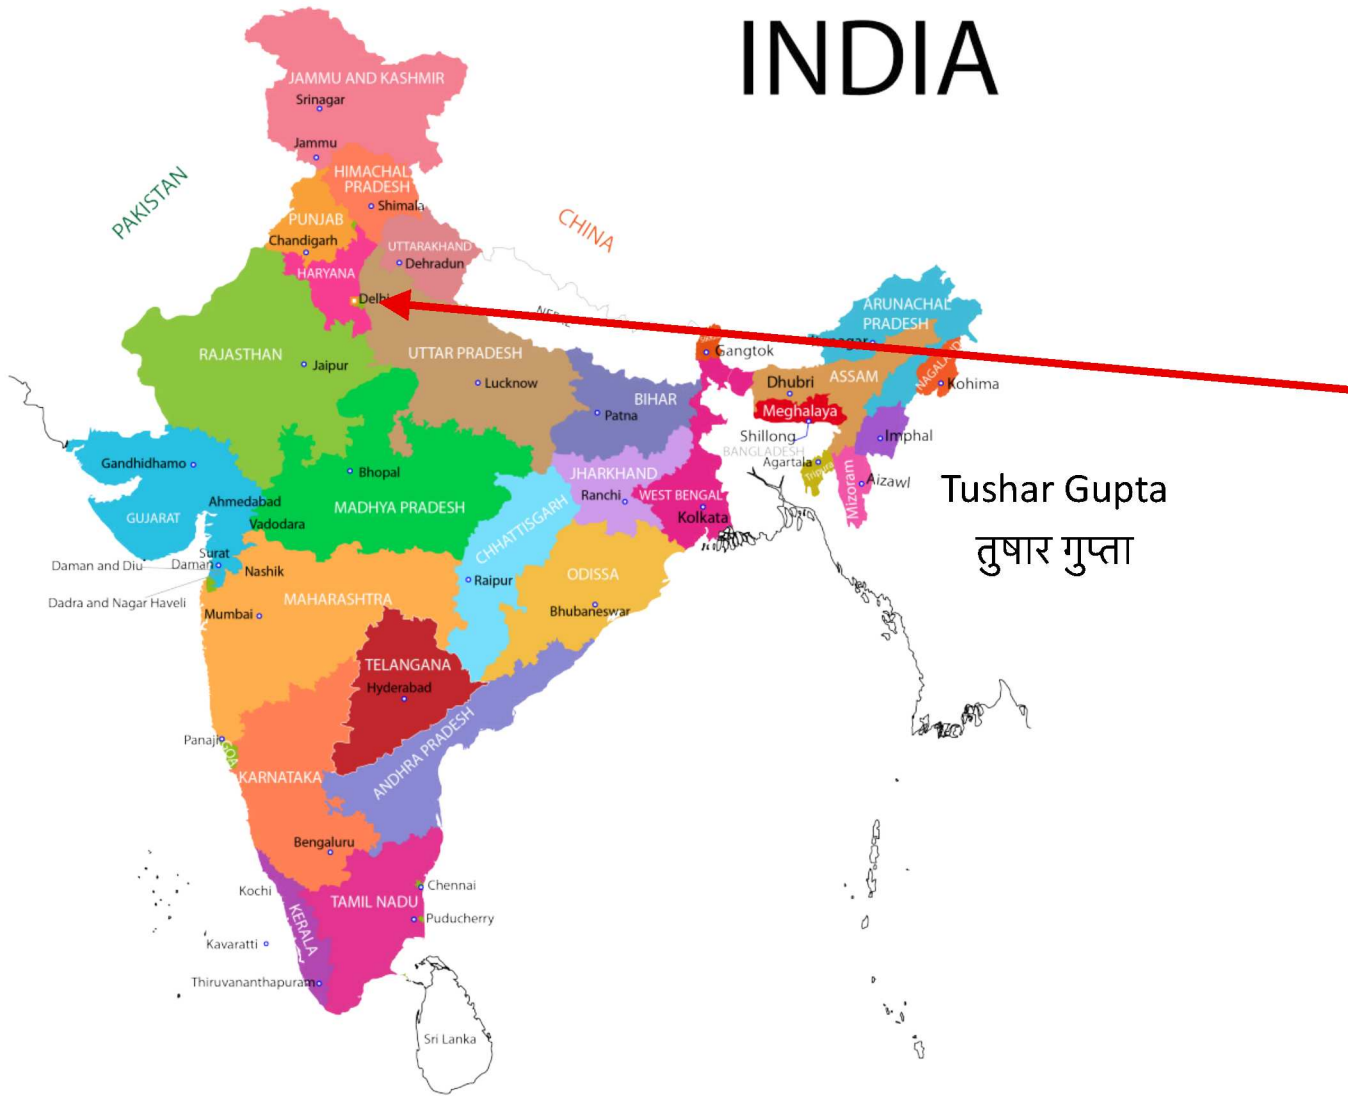 INDIA
JAMMU AND KASHMIR
Srinagar
Jammu
HIMACHAL
PRADESH
Shimala
PAKISTAN
PUNJAB
Chandigarh
CHINA
UTTARAKHAND
Dehradun
HARYANA
Delhi
NEPAL
ARUNACHAL
PRADESH
RAJASTHAN
Jaipur
UTTAR PRADESH
Lucknow
Gangtok
Dhubri
ASSAM
NAGALAND
Kohima
BIHAR
Patna
Meghalaya
Shillong
Imphal
BANGLADESH
Agartala
Tripura
Mizoram
Aizawl
Gandhidhamo
Bhopal
JHARKHAND
Ranchi
WEST BENGAL
Kolkata
Ahmedabad
GUJARAT
Vadodara
MADHYA PRADESH
CHHATTISGARH
Tushar Gupta
तुषार गुप्ता
Surat
Daman and Diu
Daman
Nashik
Raipur
ODISSA
Bhubaneswar
Dadra and Nagar Haveli
MAHARASHTRA
Mumbai
TELANGANA
Hyderabad
Panaji
GOA
KARNATAKA
ANDHRA PRADESH
Bengaluru
Kochi
KERALA
TAMIL NADU
Chennai
Puducherry
Kavaratti
Thiruvananthapuram
Sri Lanka